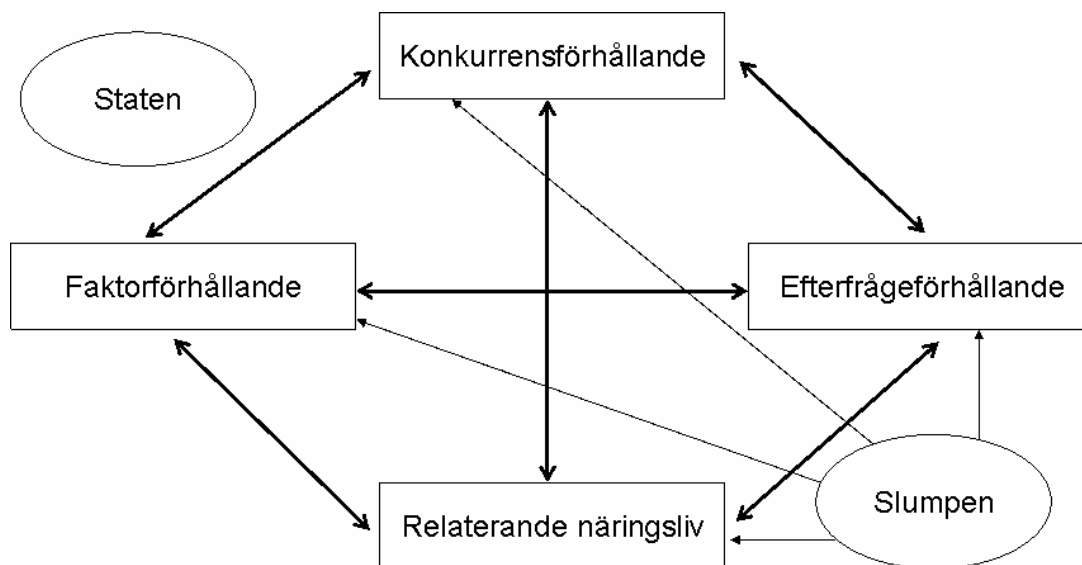 Konkurrensförhållande
Staten
Faktorförhållande
Efterfrågeförhållande
Slumpen
Relaterande näringsliv